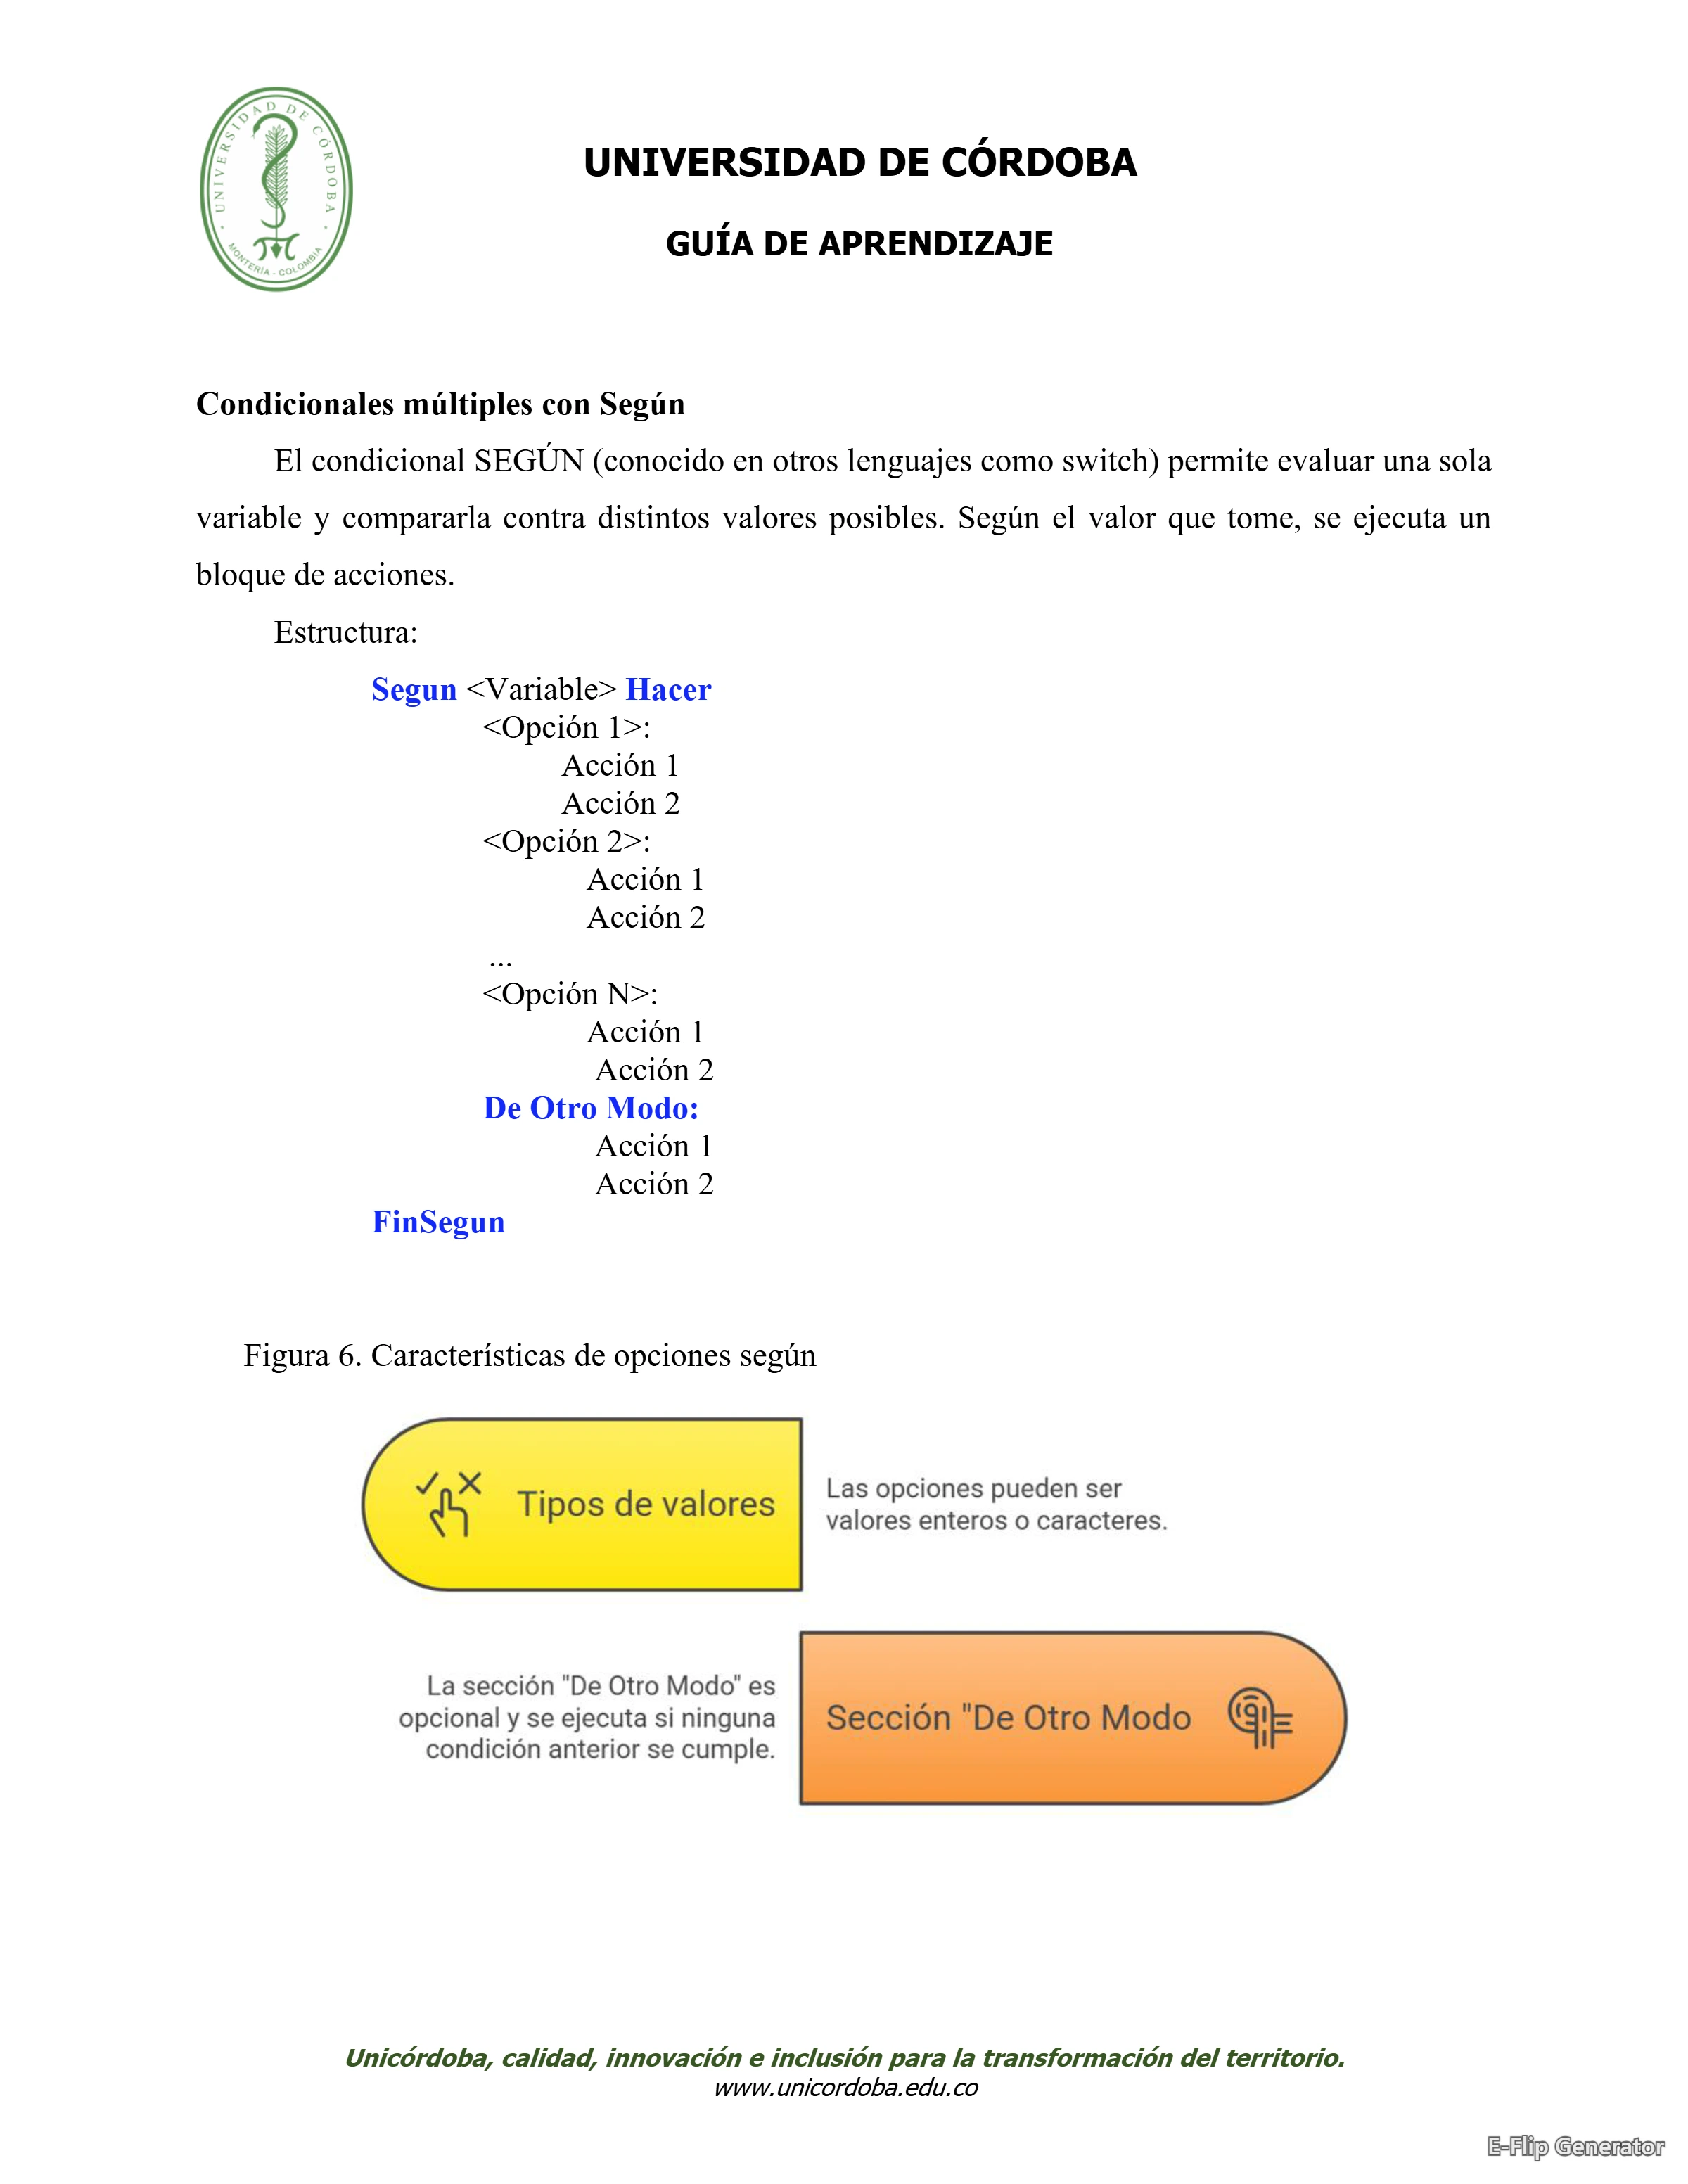 UNIVERSIDAD DE CÓRDOBA
MONTERÍA - COLOMBIA
UNIVERSIDAD DE CÓRDOBA
GUÍA DE APRENDIZAJE
Condicionales múltiples con Según
El condicional SEGÚN (conocido en otros lenguajes como switch) permite evaluar una sola
variable y compararla contra distintos valores posibles. Según el valor que tome, se ejecuta un
bloque de acciones.
Estructura:
Segun <Variable> Hacer
<Opción 1>:
Acción 1
Acción 2
<Opción 2>:
Acción 1
Acción 2
...
<Opción N>:
Acción 1
Acción 2
De Otro Modo:
Acción 1
Acción 2
FinSegun
Figura 6. Características de opciones según
Tipos de valores
Las opciones pueden ser
valores enteros o caracteres.
La sección "De Otro Modo" es
opcional y se ejecuta si ninguna
condición anterior se cumple.
Sección "De Otro Modo
Unicórdoba, calidad, innovación e inclusión para la transformación del territorio.
www.unicordoba.edu.co
E-Flip Generator